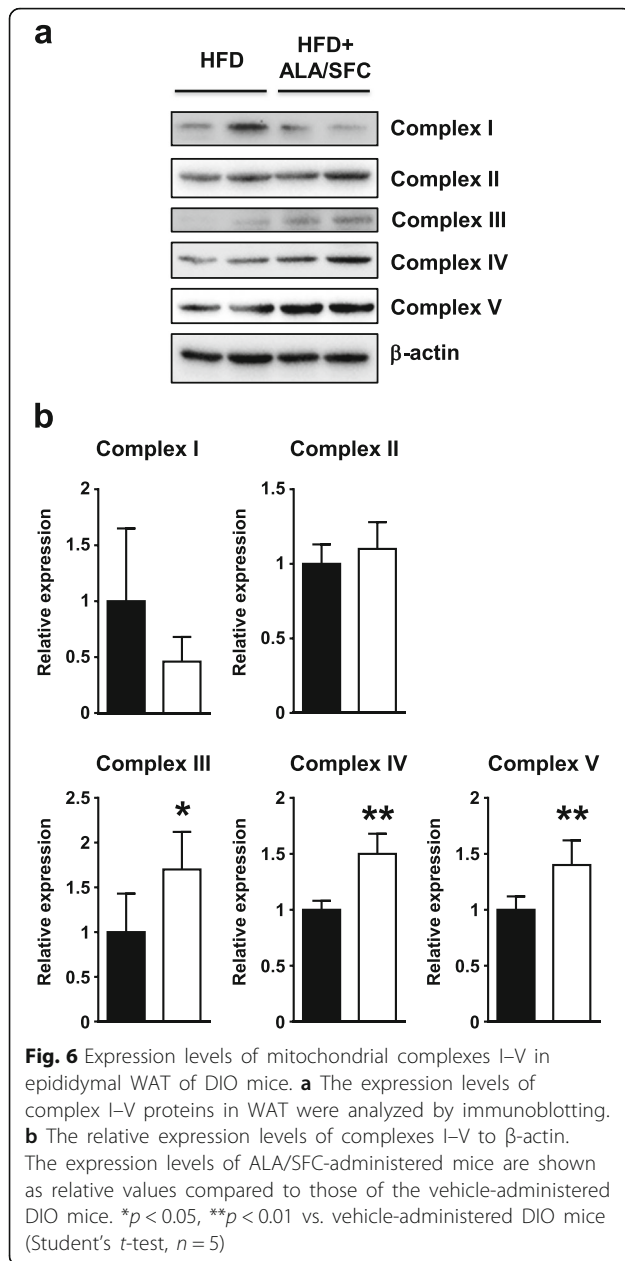 a
HFD
HFD+
ALA/SFC
Complex I
Complex II
Complex III
Complex IV
Complex V
β-actin
b
Complex I
Relative expression
2
1.5
1
0.5
0
Complex II
Relative expression
1.5
1
0.5
0
Complex III
Relative expression
2.5
2
1.5
1
0.5
0
*
Complex IV
Relative expression
2
1.5
1
0.5
0
**
Complex V
Relative expression
2
1.5
1
0.5
0
**
Fig. 6 Expression levels of mitochondrial complexes I–V in
epididymal WAT of DIO mice. a The expression levels of
complex I–V proteins in WAT were analyzed by immunoblotting.
b The relative expression levels of complexes I–V to β-actin.
The expression levels of ALA/SFC-administered mice are shown
as relative values compared to those of the vehicle-administered
DIO mice. *p < 0.05, **p < 0.01 vs. vehicle-administered DIO mice
(Student's t-test, n = 5)